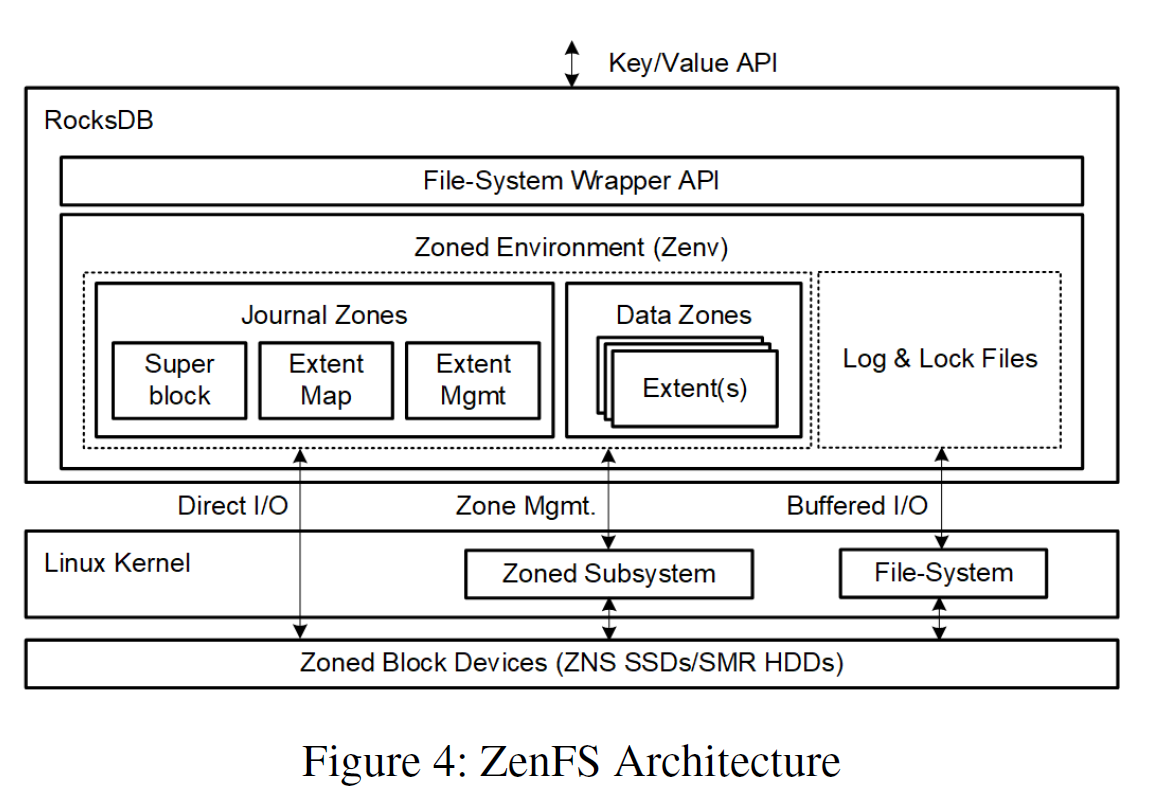 Key/Value API
RocksDB
File-System Wrapper API
Zoned Environment (Zenv)
Journal Zones
Super
block
Extent
Map
Extent
Mgmt
Data Zones
Extent(s)
Log & Lock Files
Direct I/O
Zone Mgmt.
Buffered I/O
Linux Kernel
Zoned Subsystem
File-System
Zoned Block Devices (ZNS SSDs/SMR HDDs)
Figure 4: ZenFS Architecture